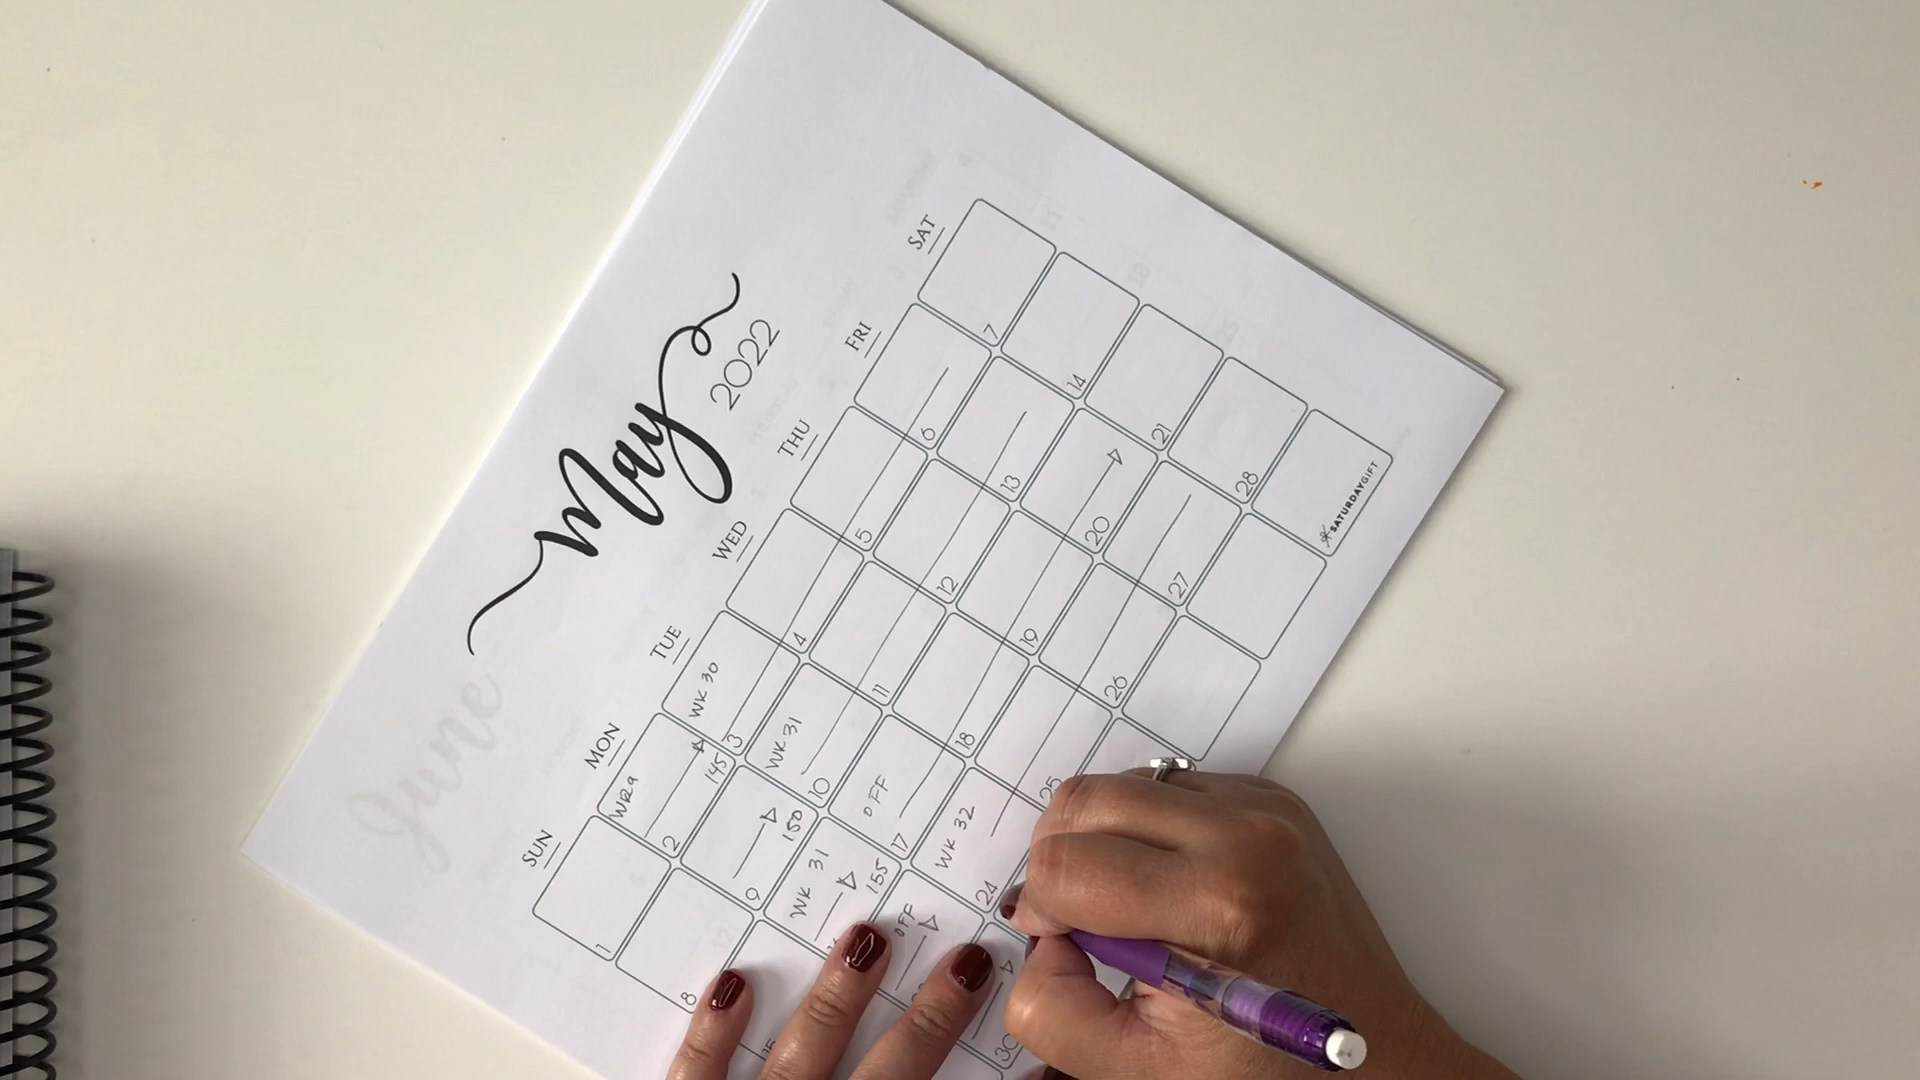 May
2022
SUN MON TUE WED THU FRI SAT
1 2 3 4 5 6 7
WK 30
145
8 9 10 11 12 13 14
WK 31
150
15 17 18 19 20 21
WK 31 OFF
155
24 25 26 27 28
OFF WK 32
30
SATURDAYGIFT
June